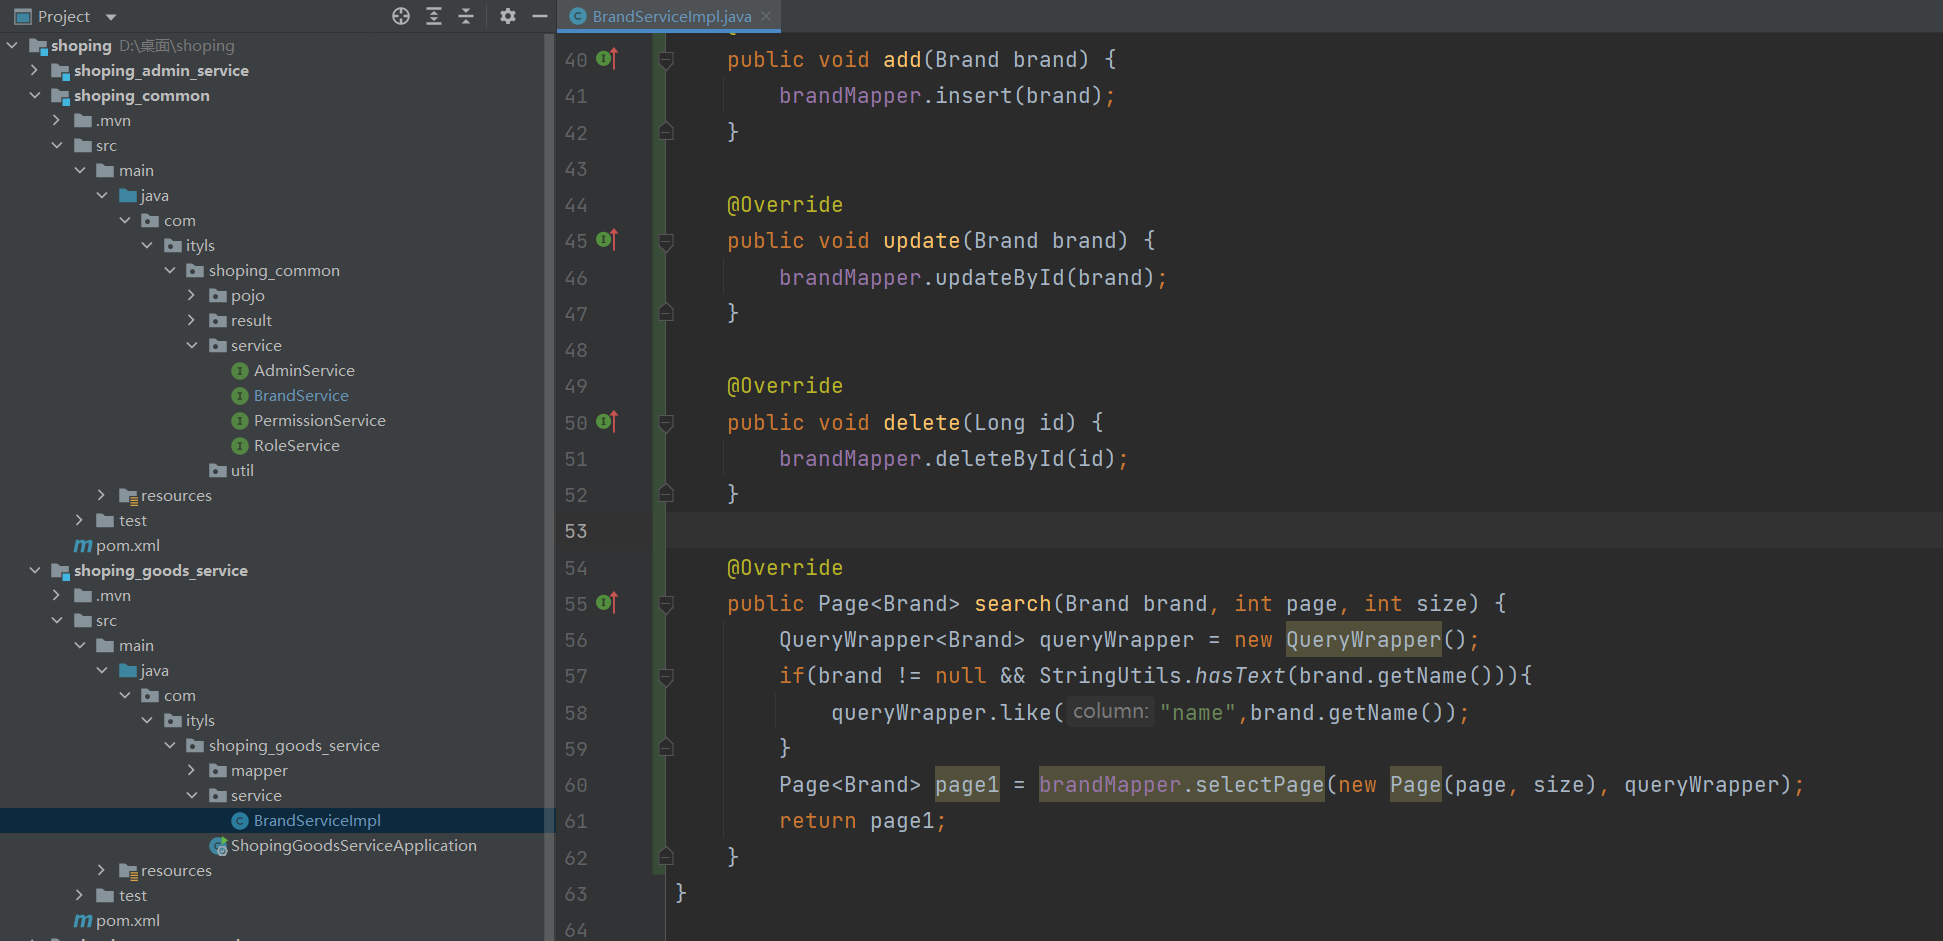 Project
shoping D:\桌面\shoping
shoping_admin_service
shoping_common
.mvn
src
main
java
com
ityls
shoping_common
pojo
result
service
AdminService
BrandService
PermissionService
RoleService
util
resources
test
pom.xml
shoping_goods_service
.mvn
src
main
java
com
ityls
shoping_goods_service
mapper
service
BrandServiceImpl
ShopingGoodsServiceApplication
resources
test
pom.xml
BrandServiceImpl.java
40 public void add(Brand brand) {
41 brandMapper.insert(brand);
42 }
43
44 @Override
45 public void update(Brand brand) {
46 brandMapper.updateById(brand);
47 }
48
49 @Override
50 public void delete(Long id) {
51 brandMapper.deleteById(id);
52 }
53
54 @Override
55 public Page<Brand> search(Brand brand, int page, int size) {
56 QueryWrapper<Brand> queryWrapper = new QueryWrapper();
57 if(brand != null && StringUtils.hasText(brand.getName())){
58 queryWrapper.like( column: "name",brand.getName());
59 }
60 Page<Brand> page1 = brandMapper.selectPage(new Page(page, size), queryWrapper);
61 return page1;
62 }
63 }
64